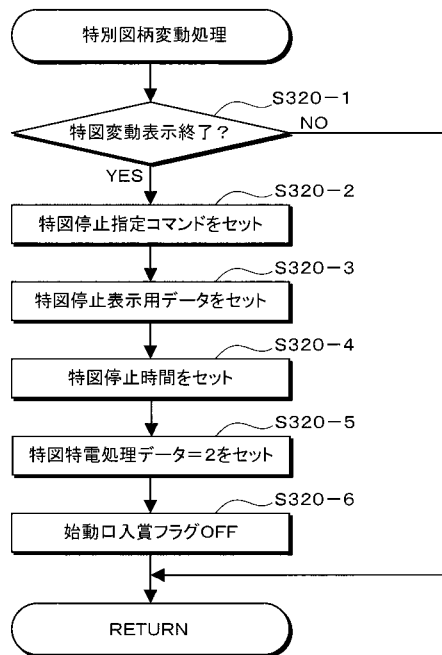 特別図柄変動処理
S320-1
特図変動表示終了？
NO
YES
S320-2
特図停止指定コマンドをセット
S320-3
特図停止表示用データをセット
S320-4
特図停止時間をセット
S320-5
特図特電処理データ＝2をセット
S320-6
始動口入賞フラグOFF
RETURN